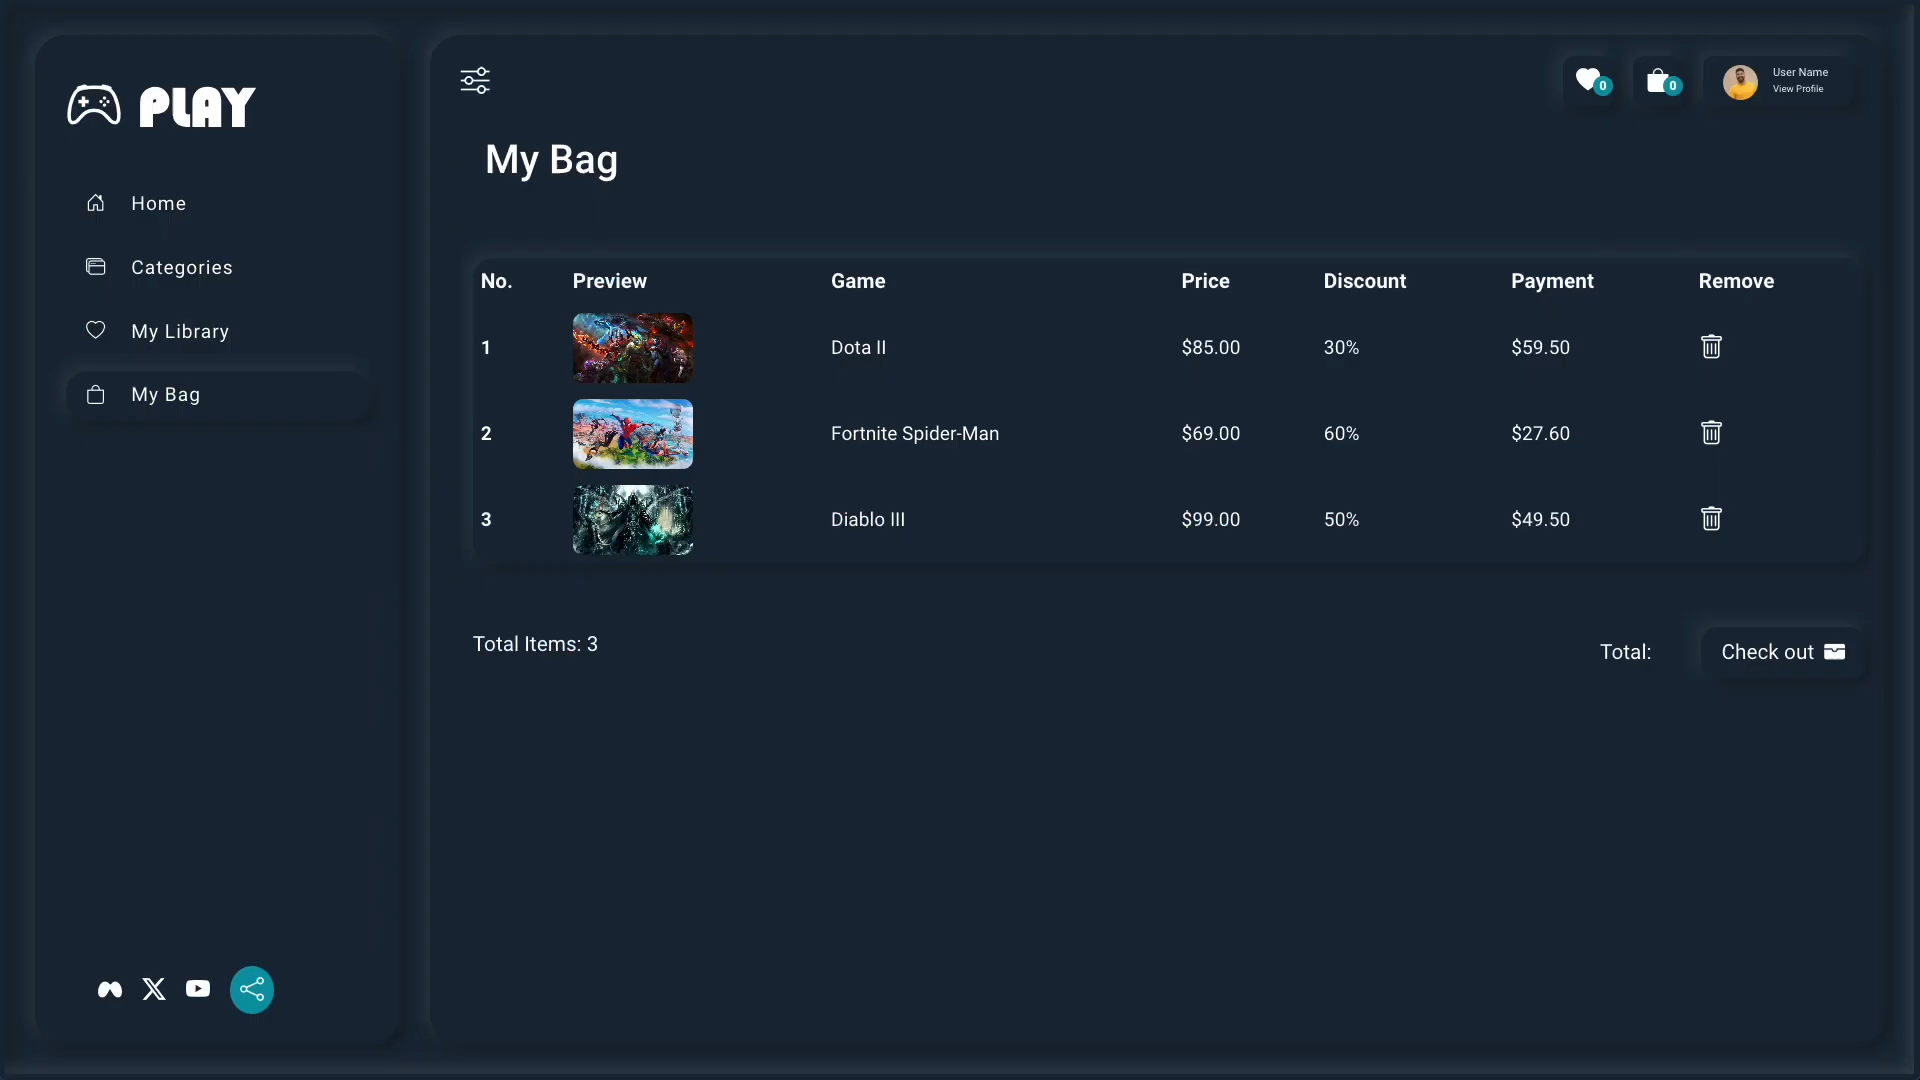 PLAY
Home
Categories
My Library
My Bag
0
0
User Name
View Profile
My Bag
No. Preview Game Price Discount Payment Remove
1 Dota II $85.00 30% $59.50
2 Fortnite Spider-Man $69.00 60% $27.60
3 Diablo III $99.00 50% $49.50
Total Items: 3
Total:
Check out